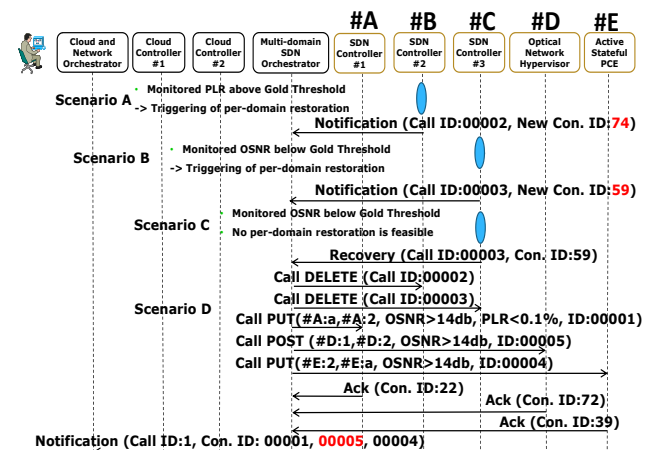 #A #B #C #D #E
Cloud and Network Orchestrator
Cloud Controller #1
Cloud Controller #2
Multi-domain SDN Orchestrator
SDN Controller #1
SDN Controller #2
SDN Controller #3
Optical Network Hypervisor
Active Stateful PCE
Scenario A
• Monitored PLR above Gold Threshold
-> Triggering of per-domain restoration
Notification (Call ID:00002, New Con. ID:74)
Scenario B
• Monitored OSNR below Gold Threshold
-> Triggering of per-domain restoration
Notification (Call ID:00003, New Con. ID:59)
Scenario C
• Monitored OSNR below Gold Threshold
• No per-domain restoration is feasible
Recovery (Call ID:00003, Con. ID:59)
Call DELETE (Call ID:00002)
Scenario D
Call DELETE (Call ID:00003)
Call PUT(#A:a,#A:2, OSNR>14db, PLR<0.1%, ID:00001)
Call POST (#D:1,#D:2, OSNR>14db, ID:00005)
Call PUT(#E:2,#E:a, OSNR>14db, ID:00004)
Ack (Con. ID:22)
Ack (Con. ID:72)
Ack (Con. ID:39)
Notification (Call ID:1, Con. ID: 00001, 00005, 00004)